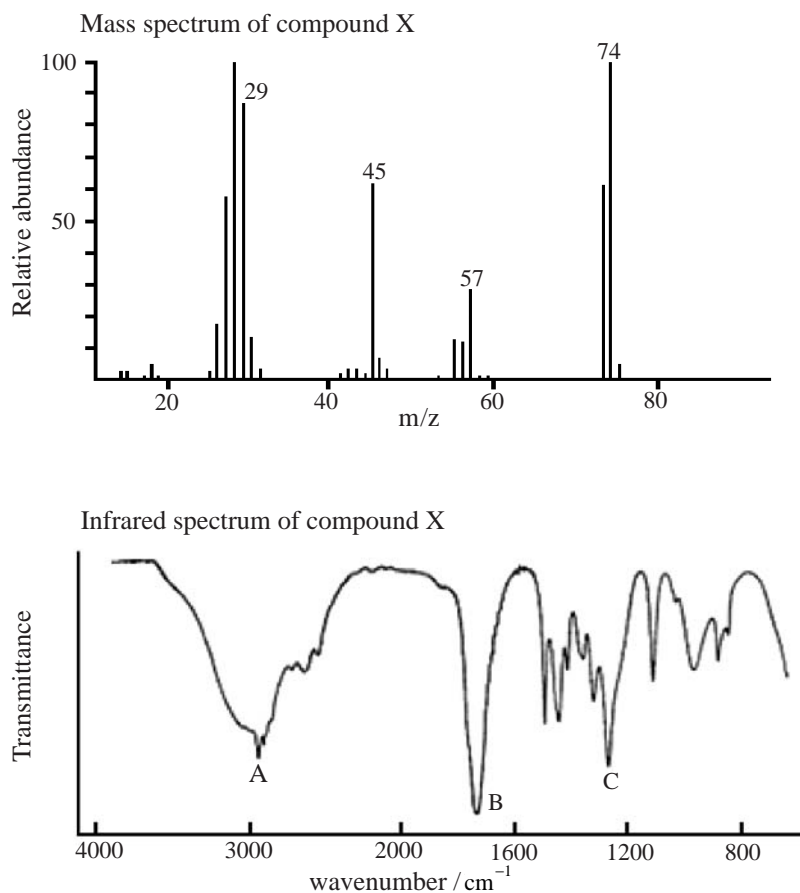 Mass spectrum of compound X
100
50
Relative abundance
29
45
57
74
20
40
60
80
m/z
Infrared spectrum of compound X
Transmittance
A
B
C
4000
3000
2000
1600
1200
800
wavenumber / cm⁻¹